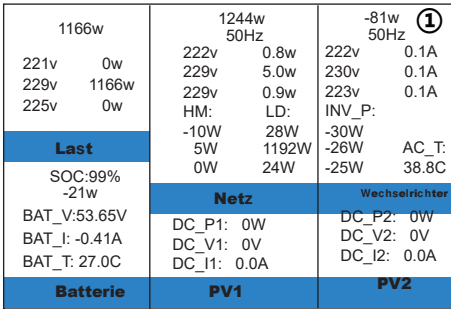 1166w
221v 0w
229v 1166w
225v 0w
Last
1244w
50Hz
222v 0.8w
229v 5.0w
229v 0.9w
HM: LD:
-10W 28W
5W 1192W
0W 24W
Netz
-81w 1
50Hz
222v 0.1A
230v 0.1A
223v 0.1A
INV_P:
-30W
-26W AC_T:
-25W 38.8C
Wechselrichter
SOC:99%
-21w
BAT_V:53.65V
BAT_I: -0.41A
BAT_T: 27.0C
Batterie
DC_P1: 0W
DC_V1: 0V
DC_I1: 0.0A
PV1
DC_P2: 0W
DC_V2: 0V
DC_I2: 0.0A
PV2